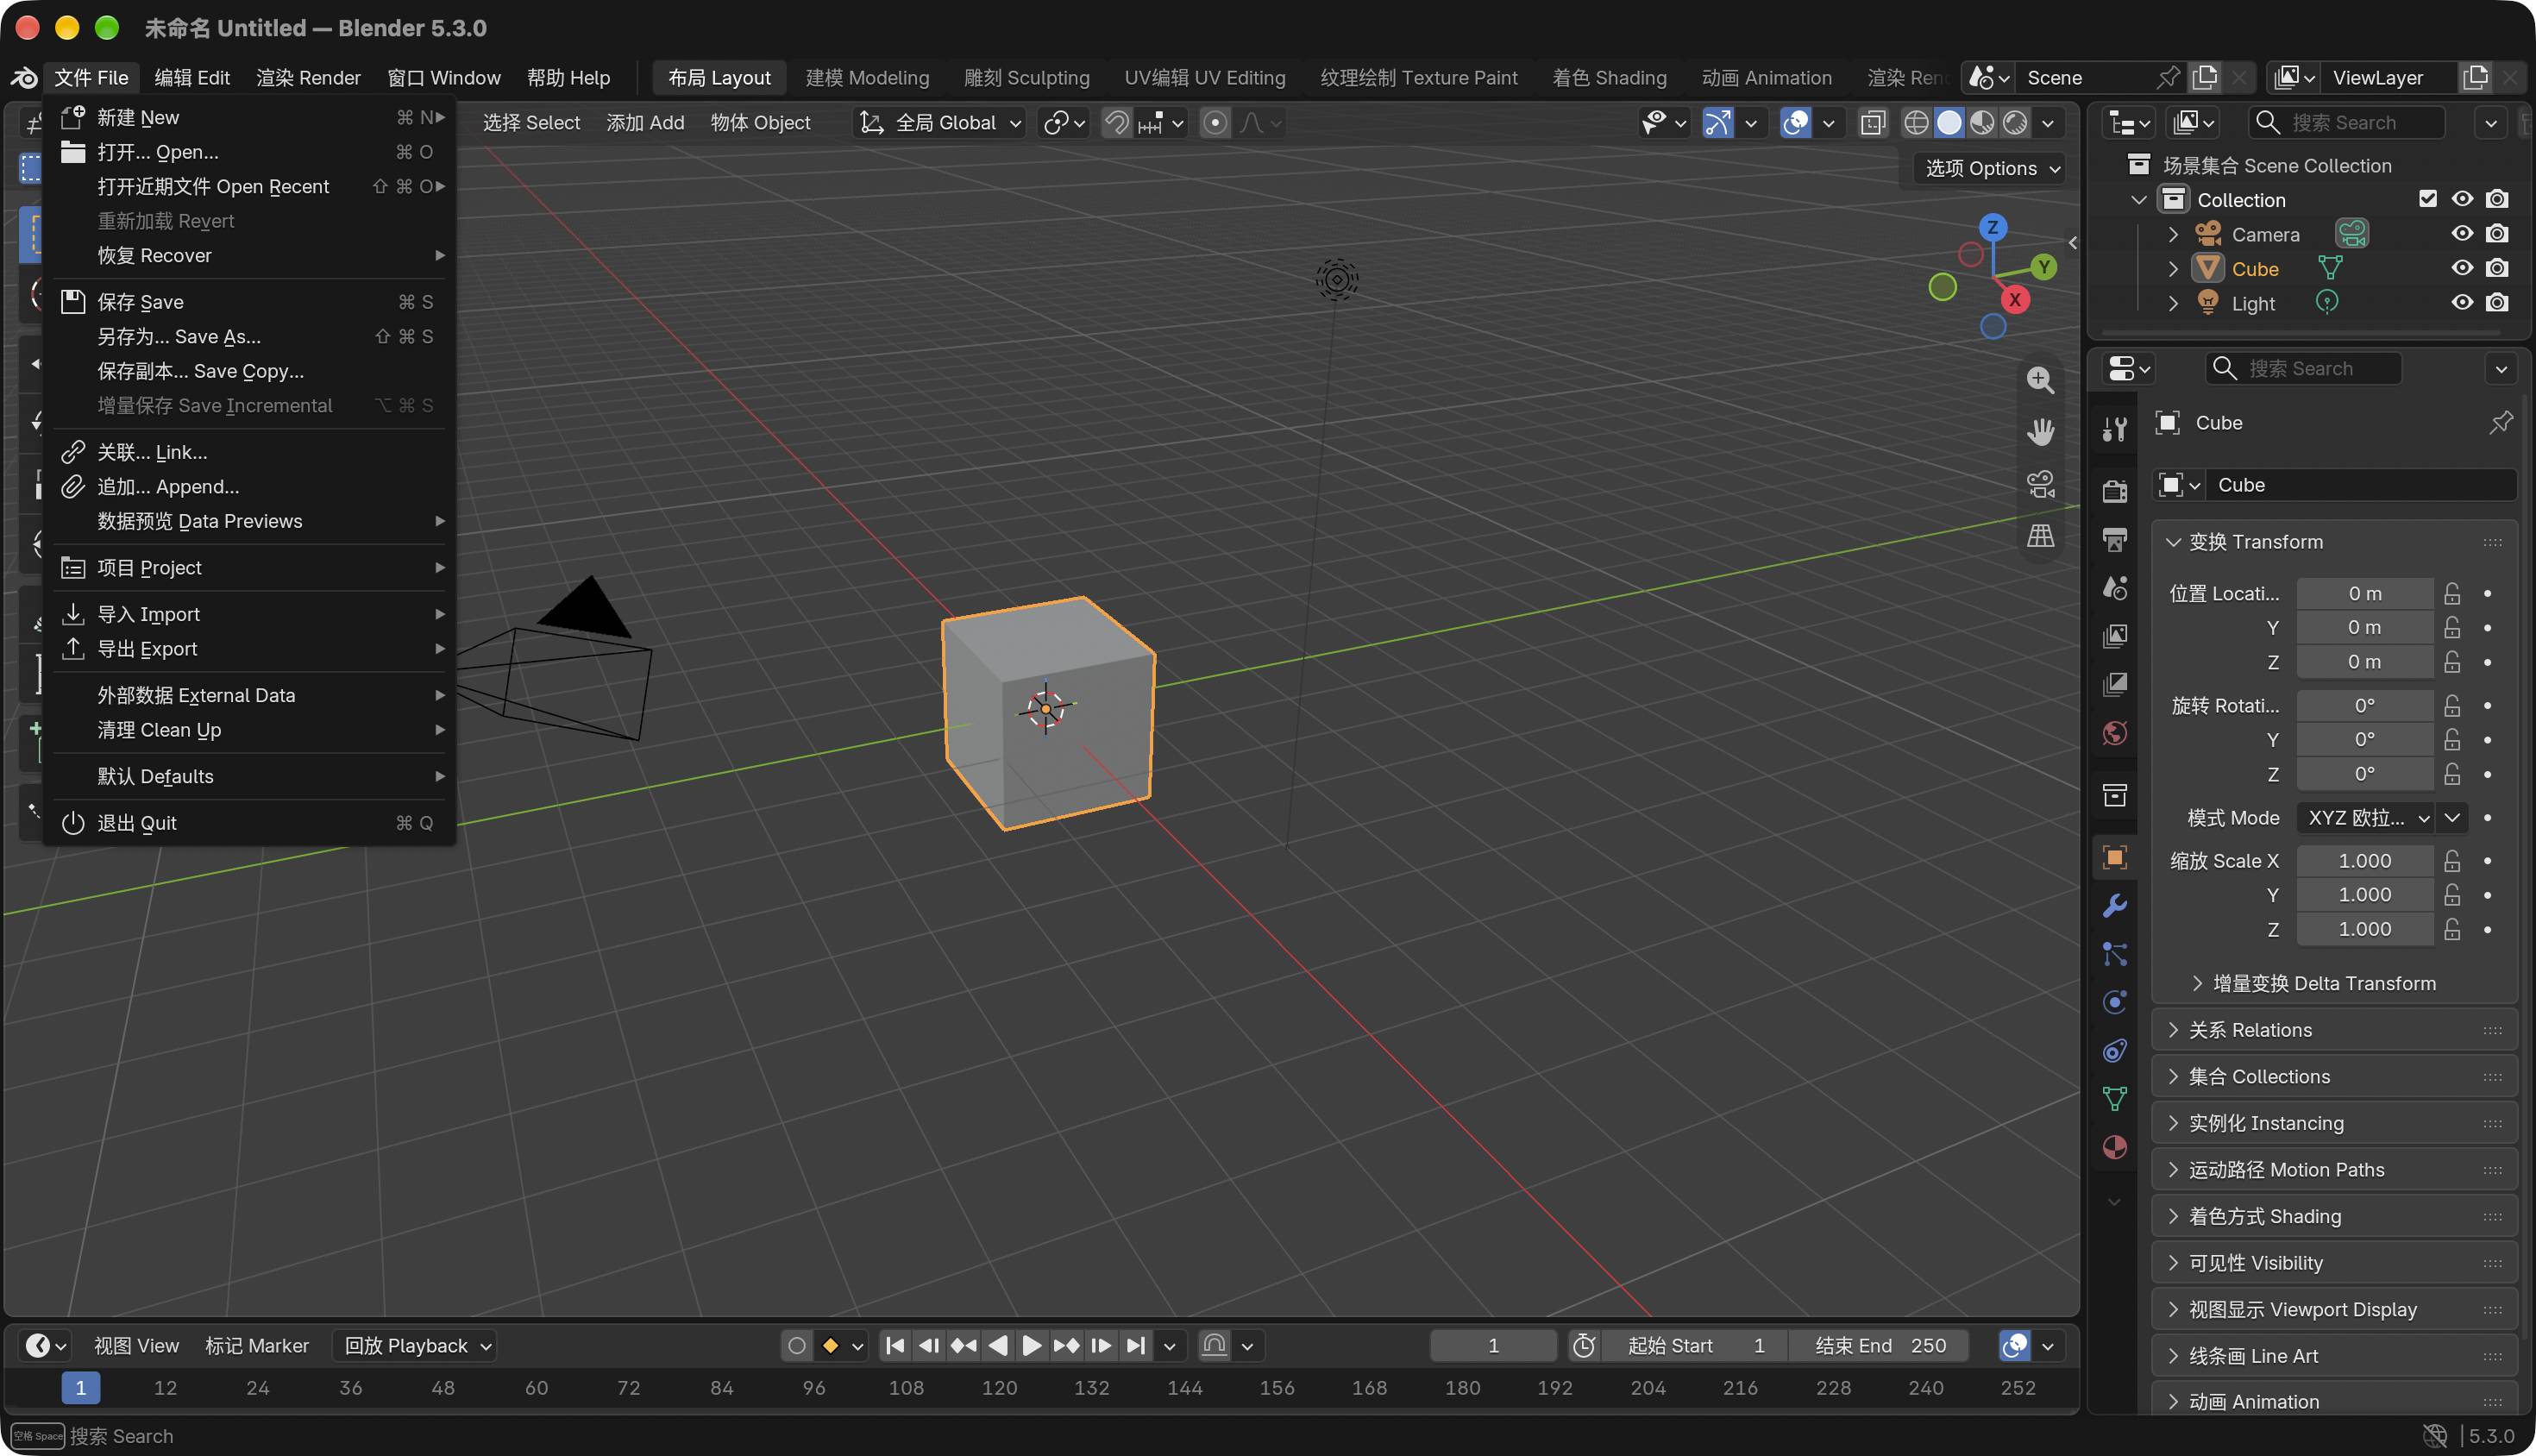 未命名 Untitled — Blender 5.3.0
文件 File 编辑 Edit 渲染 Render 窗口 Window 帮助 Help 布局 Layout 建模 Modeling 雕刻 Sculpting UV编辑 UV Editing 纹理绘制 Texture Paint 着色 Shading 动画 Animation 渲染 Scene ViewLayer
新建 New ⌘ N
打开... Open... ⌘ O
打开近期文件 Open Recent ⇧ ⌘ O
重新加载 Revert
恢复 Recover
保存 Save ⌘ S
另存为... Save As... ⇧ ⌘ S
保存副本... Save Copy...
增量保存 Save Incremental ⌥ ⌘ S
关联... Link...
追加... Append...
数据预览 Data Previews
项目 Project
导入 Import
导出 Export
外部数据 External Data
清理 Clean Up
默认 Defaults
退出 Quit ⌘ Q
选择 Select 添加 Add 物体 Object 全局 Global
选项 Options
Z
Y
X
搜索 Search
场景集合 Scene Collection
Collection
Camera
Cube
Light
搜索 Search
Cube
Cube
变换 Transform
位置 Locati... 0 m
Y 0 m
Z 0 m
旋转 Rotati... 0°
Y 0°
Z 0°
模式 Mode XYZ 欧拉...
缩放 Scale X 1.000
Y 1.000
Z 1.000
增量变换 Delta Transform
关系 Relations
集合 Collections
实例化 Instancing
运动路径 Motion Paths
着色方式 Shading
可见性 Visibility
视图显示 Viewport Display
线条画 Line Art
动画 Animation
视图 View 标记 Marker 回放 Playback 1 起始 Start 1 结束 End 250
1 12 24 36 48 60 72 84 96 108 120 132 144 156 168 180 192 204 216 228 240 252
空格 Space 搜索 Search 5.3.0